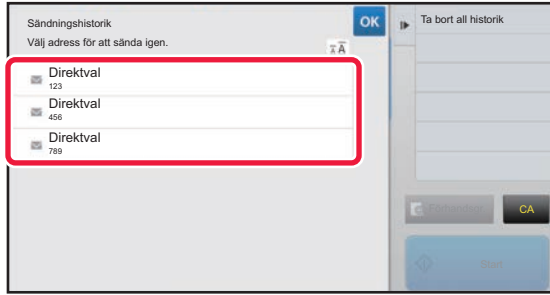 Sändningshistorik
OK
Ta bort all historik
Välj adress för att sända igen.
Direktval
123
Direktval
456
Direktval
789
CA
Start